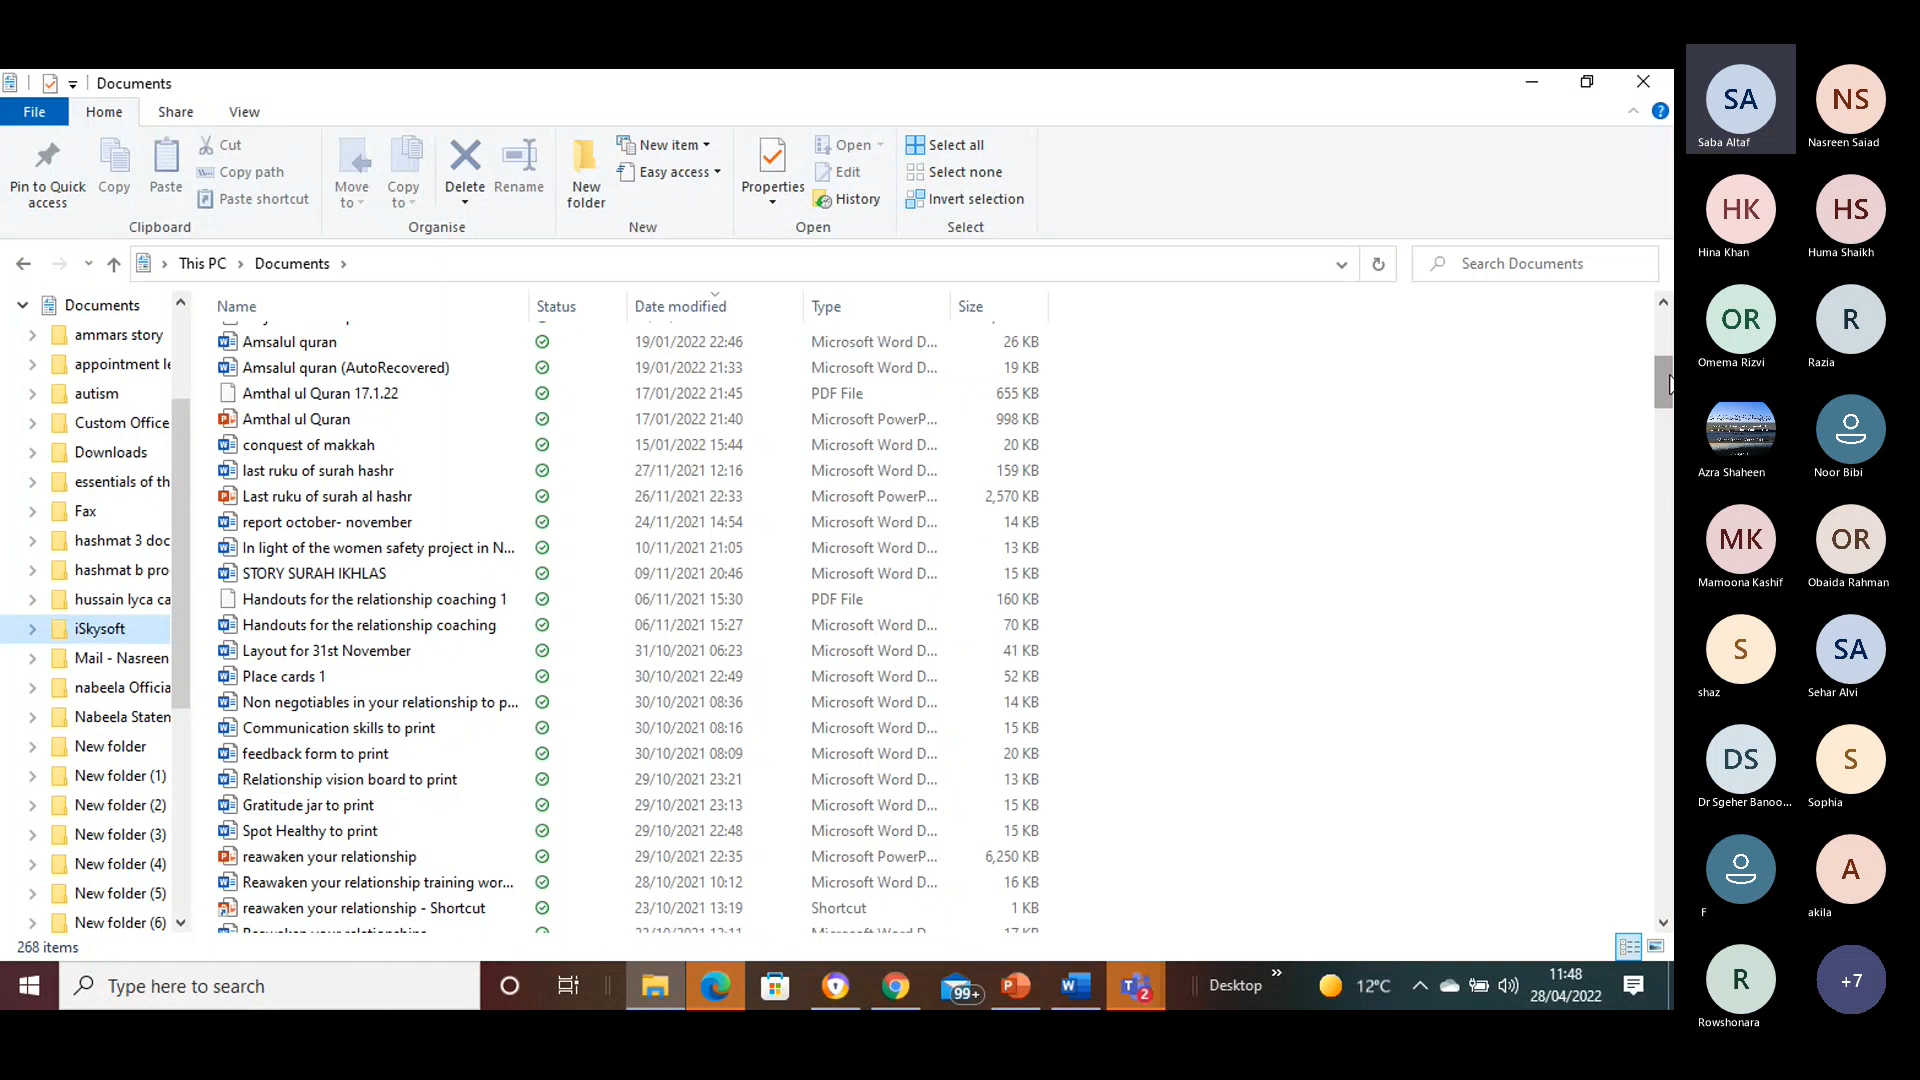 Documents
File Home Share View
Pin to Quick access
Copy
Paste
Cut
Copy path
Paste shortcut
Clipboard
Move to
Copy to
Delete
Rename
Organise
New folder
New item
Easy access
New
Properties
Open
Edit
History
Open
Select all
Select none
Invert selection
Select
This PC > Documents >
Search Documents
Documents
ammars story
appointment le
autism
Custom Office
Downloads
essentials of th
Fax
hashmat 3 doc
hashmat b pro
hussain lyca ca
iSkysoft
Mail - Nasreen
nabeela Officia
Nabeela Staten
New folder
New folder (1)
New folder (2)
New folder (3)
New folder (4)
New folder (5)
New folder (6)
Name Status Date modified Type Size
Amsalul quran 19/01/2022 22:46 Microsoft Word D... 26 KB
Amsalul quran (AutoRecovered) 19/01/2022 21:33 Microsoft Word D... 19 KB
Amthal ul Quran 17.1.22 17/01/2022 21:45 PDF File 655 KB
Amthal ul Quran 17/01/2022 21:40 Microsoft PowerP... 998 KB
conquest of makkah 15/01/2022 15:44 Microsoft Word D... 20 KB
last ruku of surah hashr 27/11/2021 12:16 Microsoft Word D... 159 KB
Last ruku of surah al hashr 26/11/2021 22:33 Microsoft PowerP... 2,570 KB
report october- november 24/11/2021 14:54 Microsoft Word D... 14 KB
In light of the women safety project in N... 10/11/2021 21:05 Microsoft Word D... 13 KB
STORY SURAH IKHLAS 09/11/2021 20:46 Microsoft Word D... 15 KB
Handouts for the relationship coaching 1 06/11/2021 15:30 PDF File 160 KB
Handouts for the relationship coaching 06/11/2021 15:27 Microsoft Word D... 70 KB
Layout for 31st November 31/10/2021 06:23 Microsoft Word D... 41 KB
Place cards 1 30/10/2021 22:49 Microsoft Word D... 52 KB
Non negotiables in your relationship to p... 30/10/2021 08:36 Microsoft Word D... 14 KB
Communication skills to print 30/10/2021 08:16 Microsoft Word D... 15 KB
feedback form to print 30/10/2021 08:09 Microsoft Word D... 20 KB
Relationship vision board to print 29/10/2021 23:21 Microsoft Word D... 13 KB
Gratitude jar to print 29/10/2021 23:13 Microsoft Word D... 15 KB
Spot Healthy to print 29/10/2021 22:48 Microsoft Word D... 15 KB
reawaken your relationship 29/10/2021 22:35 Microsoft PowerP... 6,250 KB
Reawaken your relationship training wor... 28/10/2021 10:12 Microsoft Word D... 16 KB
reawaken your relationship - Shortcut 23/10/2021 13:19 Shortcut 1 KB
268 items
Type here to search
99+
2
Desktop
12°C
11:48
28/04/2022
SA
Saba Altaf
NS
Nasreen Saiad
HK
Hina Khan
HS
Huma Shaikh
OR
Omema Rizvi
R
Razia
Azra Shaheen
Noor Bibi
MK
Mamoona Kashif
OR
Obaida Rahman
S
shaz
SA
Sehar Alvi
DS
Dr Sgeher Banoo...
S
Sophia
F
A
akila
R
Rowshonara
+7